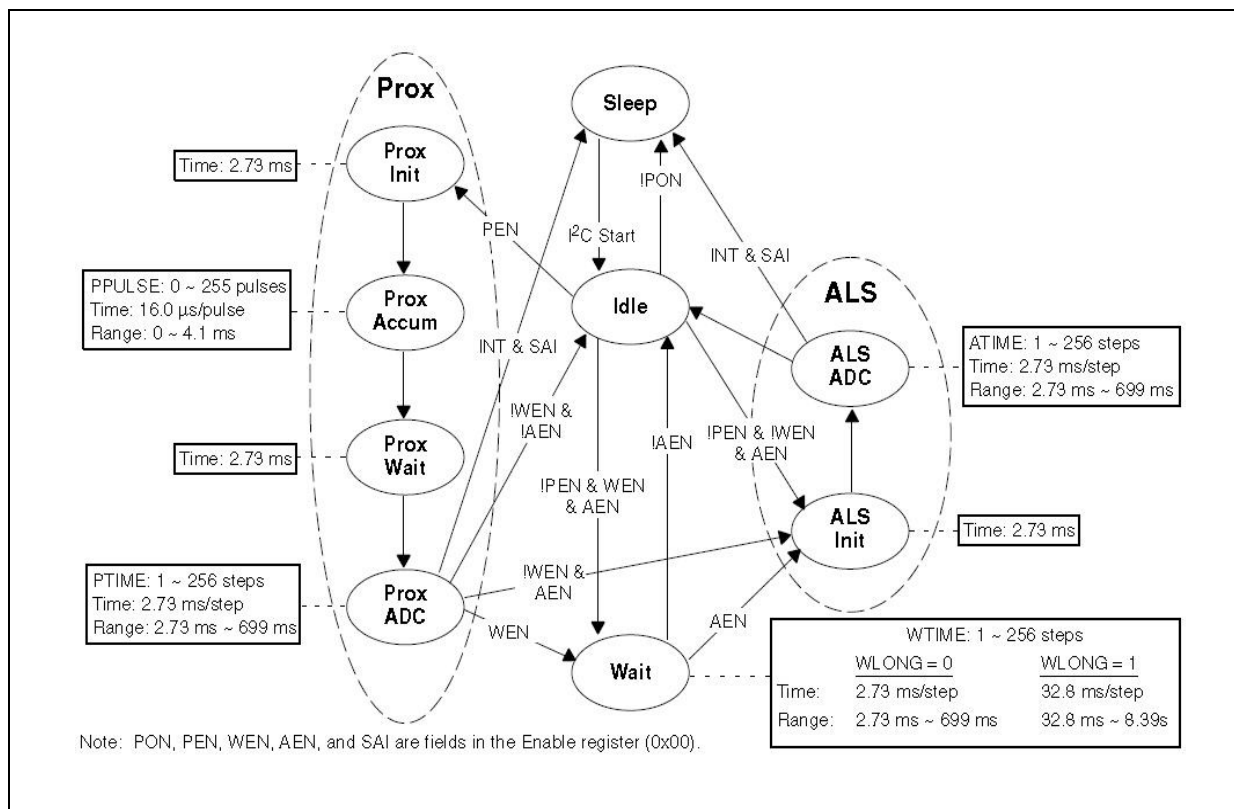 Prox
Sleep
Prox
Init
Time: 2.73 ms
!PON
PEN
I²C Start
INT & SAI
PPULSE: 0 ~ 255 pulses
Time: 16.0 µs/pulse
Range: 0 ~ 4.1 ms
Prox
Accum
Idle
ALS
INT & SAI
ALS
ADC
ATIME: 1 ~ 256 steps
Time: 2.73 ms/step
Range: 2.73 ms ~ 699 ms
!WEN &
!AEN
!AEN
!PEN & !WEN
& AEN
Prox
Wait
Time: 2.73 ms
!PEN & WEN
& AEN
ALS
Init
Time: 2.73 ms
PTIME: 1 ~ 256 steps
Time: 2.73 ms/step
Range: 2.73 ms ~ 699 ms
Prox
ADC
!WEN &
AEN
WEN
AEN
Wait
WTIME: 1 ~ 256 steps
WLONG = 0 WLONG = 1
Time: 2.73 ms/step 32.8 ms/step
Range: 2.73 ms ~ 699 ms 32.8 ms ~ 8.39s
Note: PON, PEN, WEN, AEN, and SAI are fields in the Enable register (0x00).